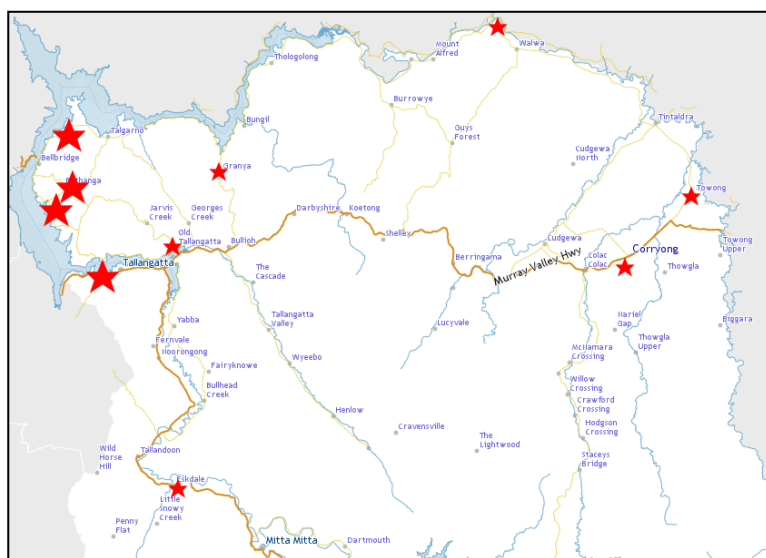 Mount
Alfred
Walwa
Thologolong
Burrowye
Bungil
Tintaldra
Talgarno
Guys
Forest
Cudgewa
North
Bellbridge
Granya
Towong
Jarvis
Creek
Georges
Creek
Darbyshire
Koetong
Old
Tallangatta
Bullioh
Shelley
Cudgewa
Corryong
Towong
Upper
Murray Valley Hwy
Tallangatta
Berringama
Colac
Colac
Thowgla
The
Cascade
Yabba
Tallangatta
Valley
Lucyvale
Hariel
Gap
Biggara
Fernvale
Noorongong
Thowgla
Upper
McNamara
Crossing
Fairyknowe
Wyeebo
Bullhead
Creek
Willow
Crossing
Crawford
Crossing
Henlow
Hodgson
Crossing
Cravensville
The
Lightwood
Wild
Horse
Hill
Tallandoon
Staceys
Bridge
Eskdale
Little
Snowy
Creek
Penny
Flat
Mitta Mitta
Dartmouth